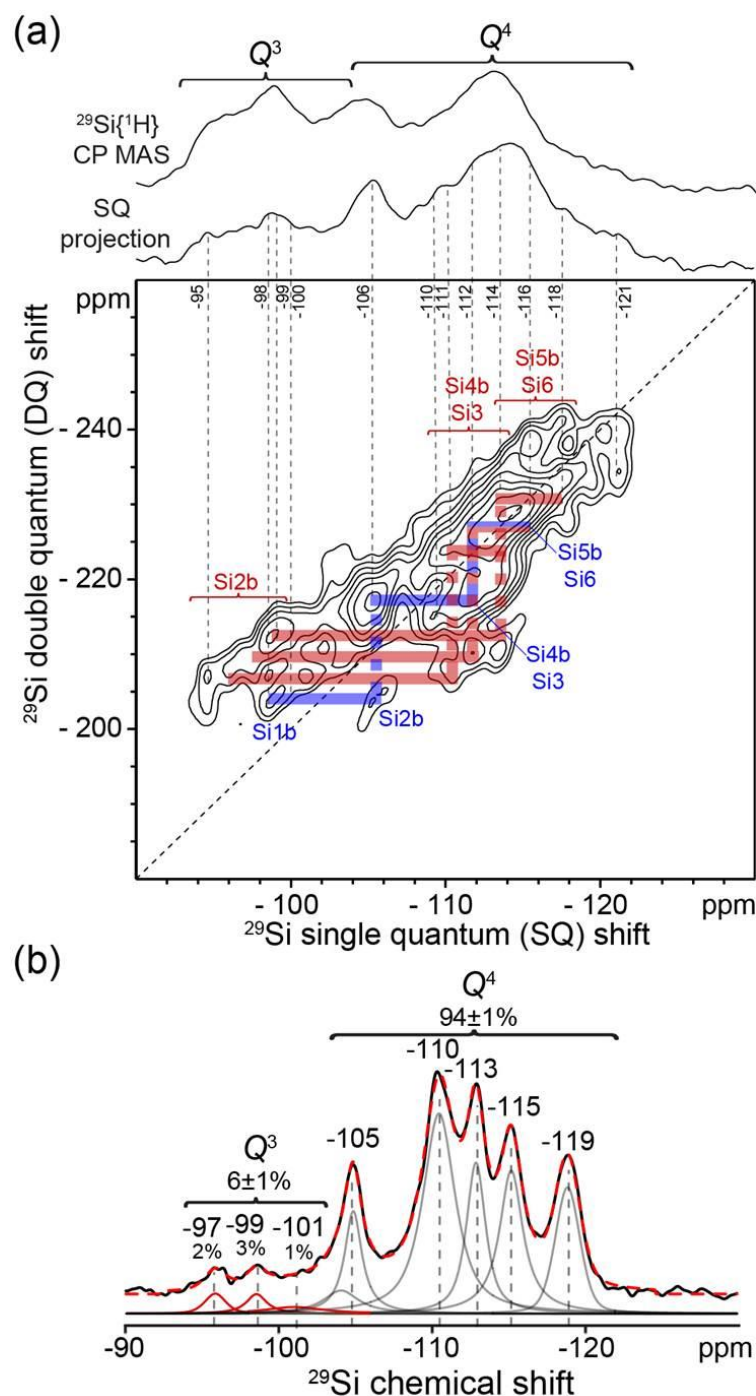 (a)
Q³ Q⁴
²⁹Si{¹H}
CP MAS
SQ
projection
ppm -95 -98 -99 -100 -106 -110 -111 -112 -114 -116 -118 -121
Si5b
Si6
Si4b
Si3
- 240
- 220
- 200
Si2b
Si5b
Si6
Si4b
Si3
Si1b Si2b
²⁹Si double quantum (DQ) shift
- 100 - 110 - 120 ppm
²⁹Si single quantum (SQ) shift
(b)
Q⁴
94±1%
-110
-113
-115
-105
-119
Q³
6±1%
-97 -99 -101
2% 3% 1%
-90 -100 -110 -120 ppm
²⁹Si chemical shift